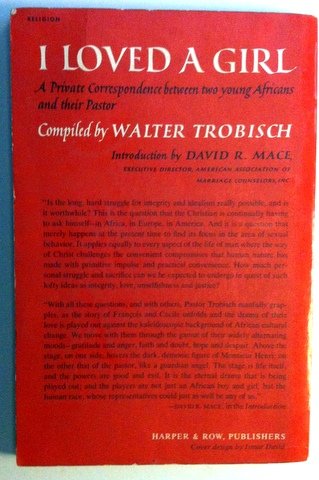 RELIGION
I LOVED A GIRL
A Private Correspondence between two young Africans
and their Pastor
Compiled by WALTER TROBISCH
Introduction by DAVID R. MACE,
EXECUTIVE DIRECTOR, AMERICAN ASSOCIATION OF
MARRIAGE COUNSELORS, INC.
"Is the long, hard struggle for integrity and idealism really possible, and is
it worthwhile? This is the question that the Christian is continually having
to ask himself—in Africa, in Europe, in America. And it is a question that
merely happens at the present time to find its focus in the area of sexual
behavior. It applies equally to every aspect of the life of man where the way
of Christ challenges the convenient compromises that human nature has
made with primitive impulse and practical convenience. How much per-
sonal struggle and sacrifice can we be expected to undergo in quest of such
lofty ideas as integrity, love, unselfishness and justice?
"With all these questions, and with others, Pastor Trobisch manfully grap-
ples, as the story of François and Cecile unfolds and the drama of their
love is played out against the kaleidoscopic background of African cultural
change. We move with them through the gamut of their widely alternating
moods—gratitude and anger, faith and doubt, hope and despair. Above the
stage, on one side, hovers the dark, demonic figure of Monsieur Henri; on
the other that of the pastor, like a guardian angel. The stage is life itself,
and the powers are good and evil. It is the eternal drama that is being
played out; and the players are not just an African boy and girl, but the
human race, whose representatives could just as well be any of us."
—DAVID R. MACE, in the Introduction
HARPER & ROW, PUBLISHERS
Cover design by Ismar David